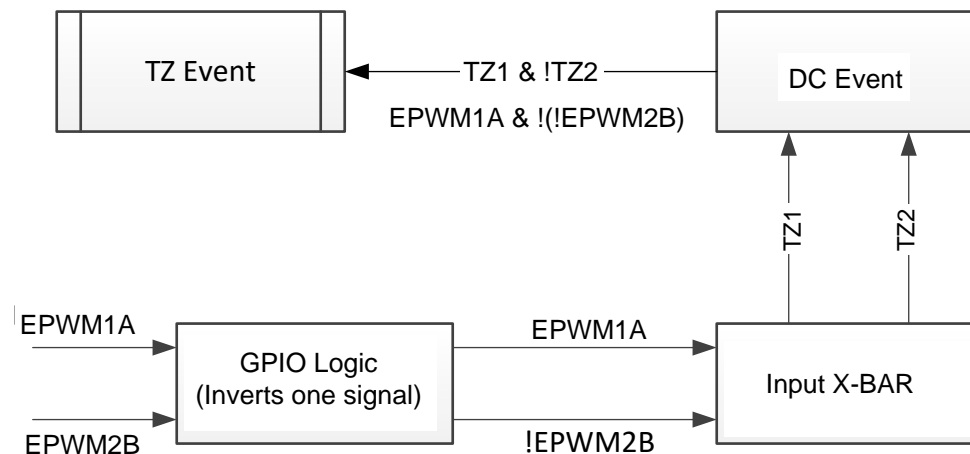 TZ Event
TZ1 & !TZ2
EPWM1A & !(!EPWM2B)
DC Event
TZ1
TZ2
EPWM1A
EPWM2B
GPIO Logic
(Inverts one signal)
EPWM1A
!EPWM2B
Input X-BAR